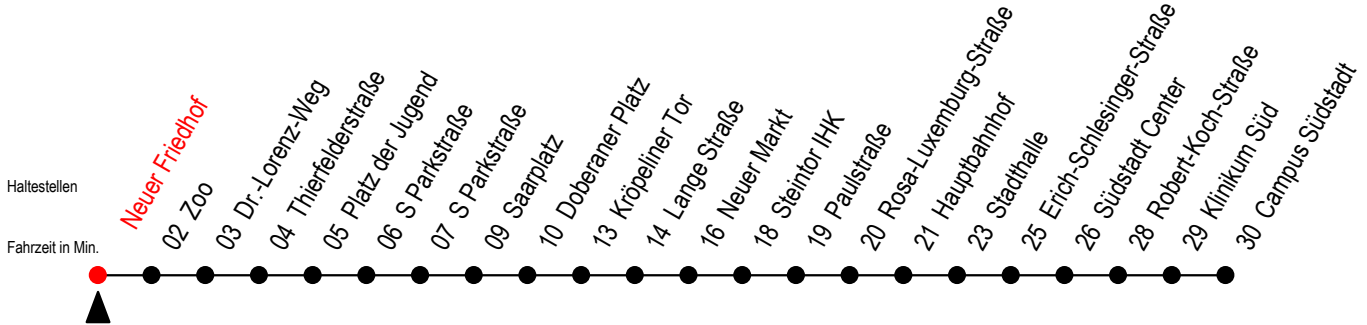 Haltestellen
Fahrzeit in Min.
Neuer Friedhof
02 Zoo
03 Dr.-Lorenz-Weg
04 Thierfelderstraße
05 Platz der Jugend
06 S Parkstraße
07 S Parkstraße
09 Saarplatz
10 Doberaner Platz
13 Kröpeliner Tor
14 Lange Straße
16 Neuer Markt
18 Steintor IHK
19 Paulstraße
20 Rosa-Luxemburg-Straße
21 Hauptbahnhof
23 Stadthalle
25 Erich-Schlesinger-Straße
26 Südstadt Center
28 Robert-Koch-Straße
29 Klinikum Süd
30 Campus Südstadt